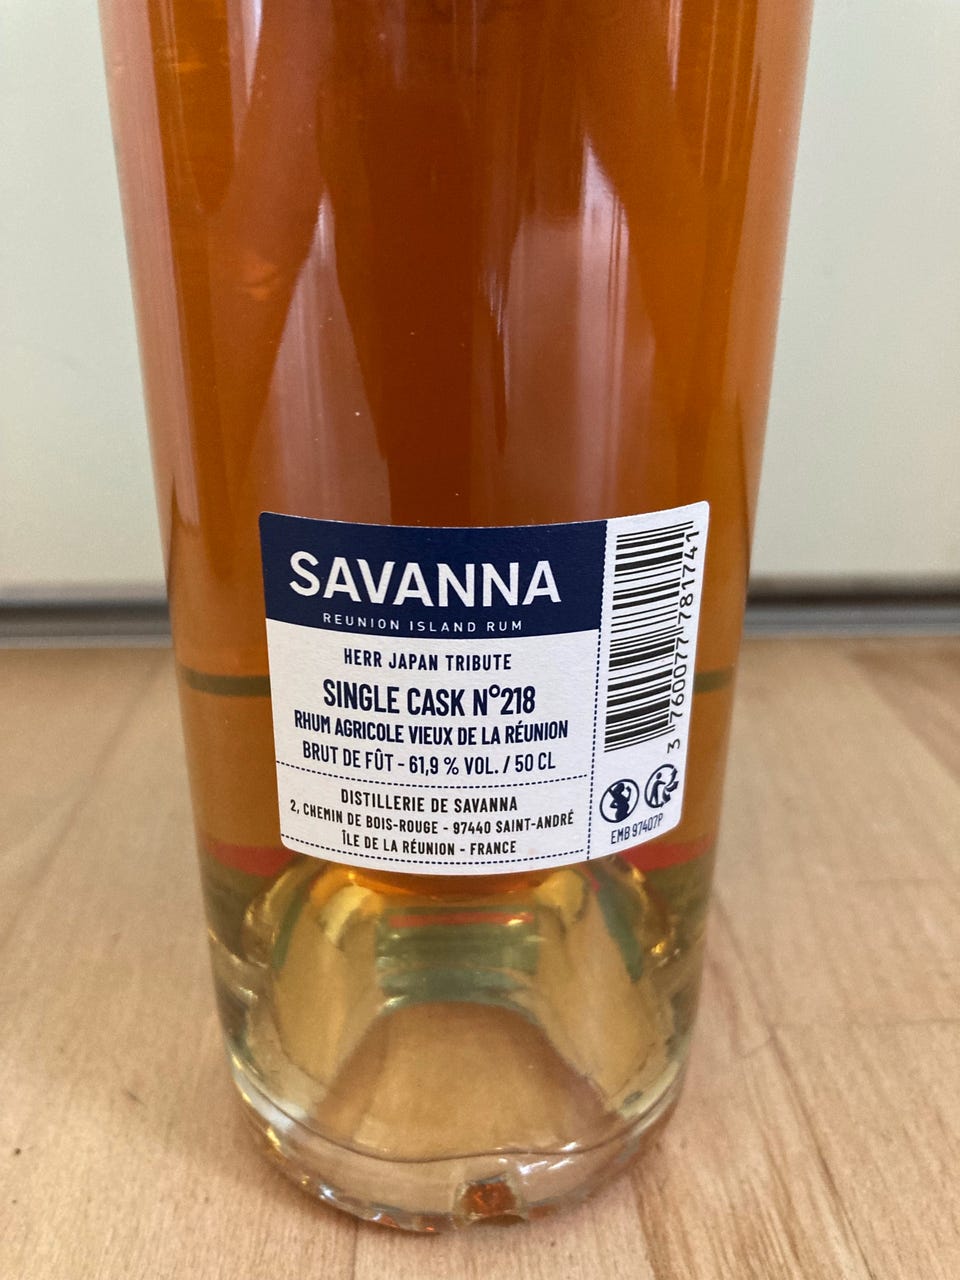 SAVANNA
REUNION ISLAND RUM
HERR JAPAN TRIBUTE
SINGLE CASK N°218
RHUM AGRICOLE VIEUX DE LA RÉUNION
BRUT DE FÛT - 61,9 % VOL. / 50 CL
DISTILLERIE DE SAVANNA
2, CHEMIN DE BOIS-ROUGE - 97440 SAINT-ANDRÉ
ÎLE DE LA RÉUNION - FRANCE
3 760077 781741
EMB 97407P